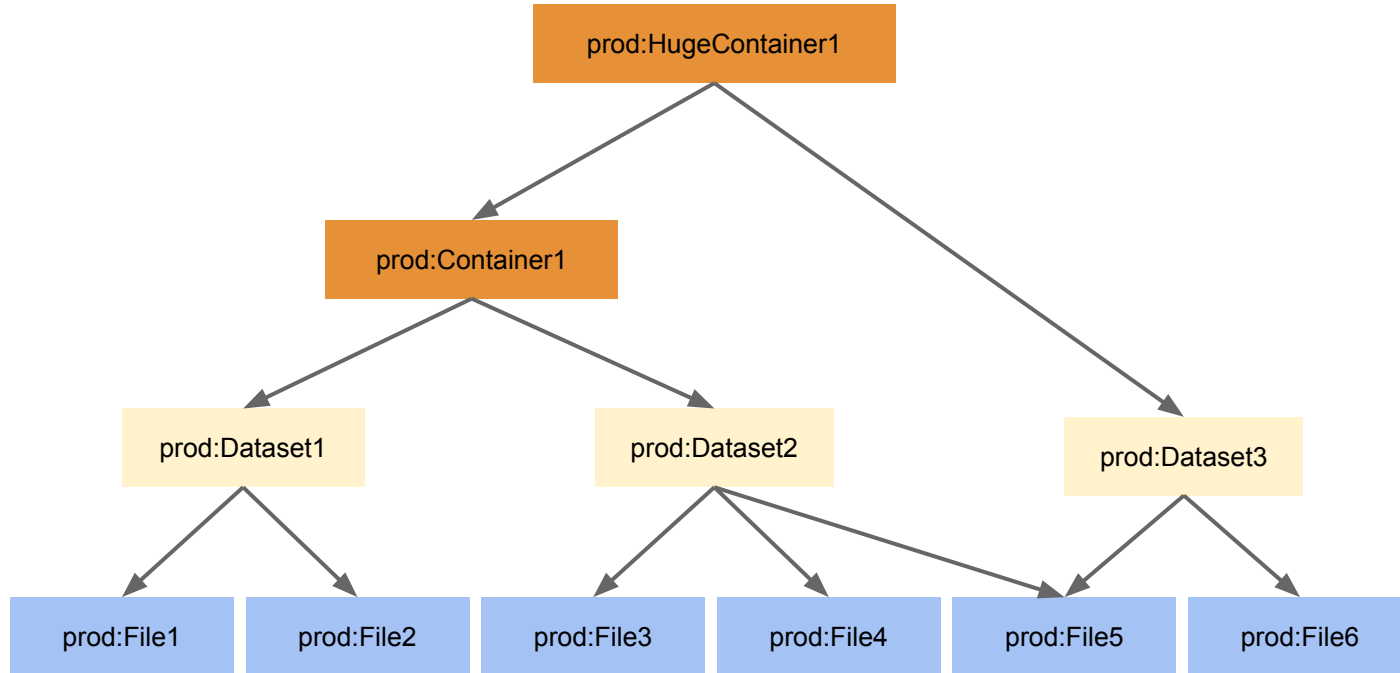 prod:HugeContainer1
prod:Container1
prod:Dataset1
prod:Dataset2
prod:Dataset3
prod:File1
prod:File2
prod:File3
prod:File4
prod:File5
prod:File6